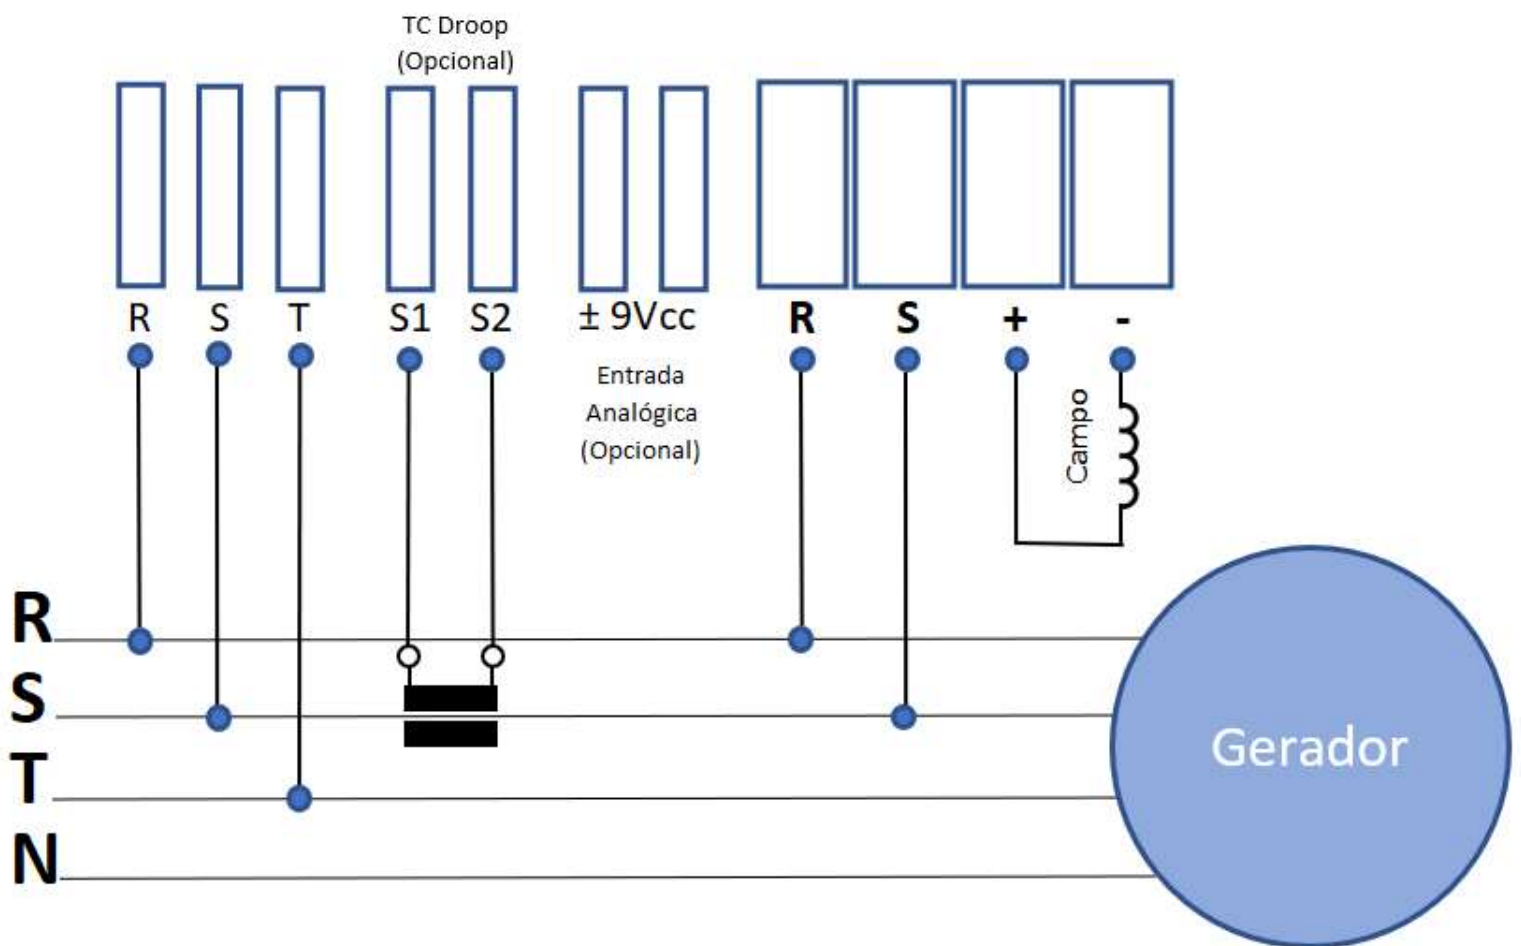 TC Droop
(Opcional)
R S T S1 S2 ± 9Vcc R S + -
Entrada
Analógica
(Opcional)
Campo
R
S
T
N
Gerador